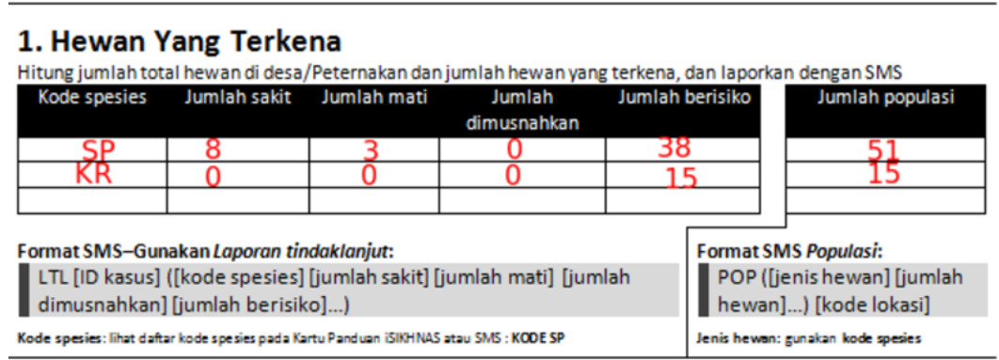 1. Hewan Yang Terkena
Hitung jumlah total hewan di desa/Peternakan dan jumlah hewan yang terkena, dan laporkan dengan SMS
Kode spesies Jumlah sakit Jumlah mati Jumlah dimusnahkan Jumlah berisiko Jumlah populasi
SP 8 3 0 38 51
KR 0 0 0 15 15
Format SMS–Gunakan Laporan tindaklanjut:
LTL [ID kasus] ([kode spesies] [jumlah sakit] [jumlah mati] [jumlah
dimusnahkan] [jumlah berisiko]...)
Kode spesies: lihat daftar kode spesies pada Kartu Panduan iSIKHNAS atau SMS : KODE SP
Format SMS Populasi:
POP ([jenis hewan] [jumlah
hewan]...) [kode lokasi]
Jenis hewan: gunakan kode spesies